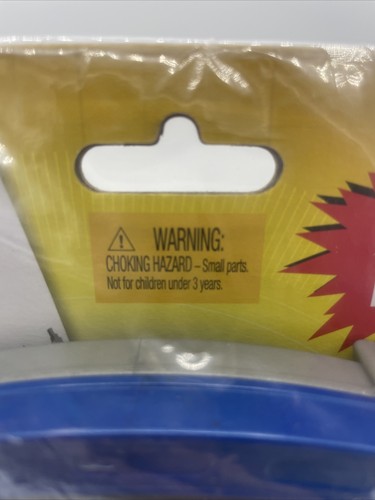 ⚠ WARNING:
CHOKING HAZARD – Small parts.
Not for children under 3 years.